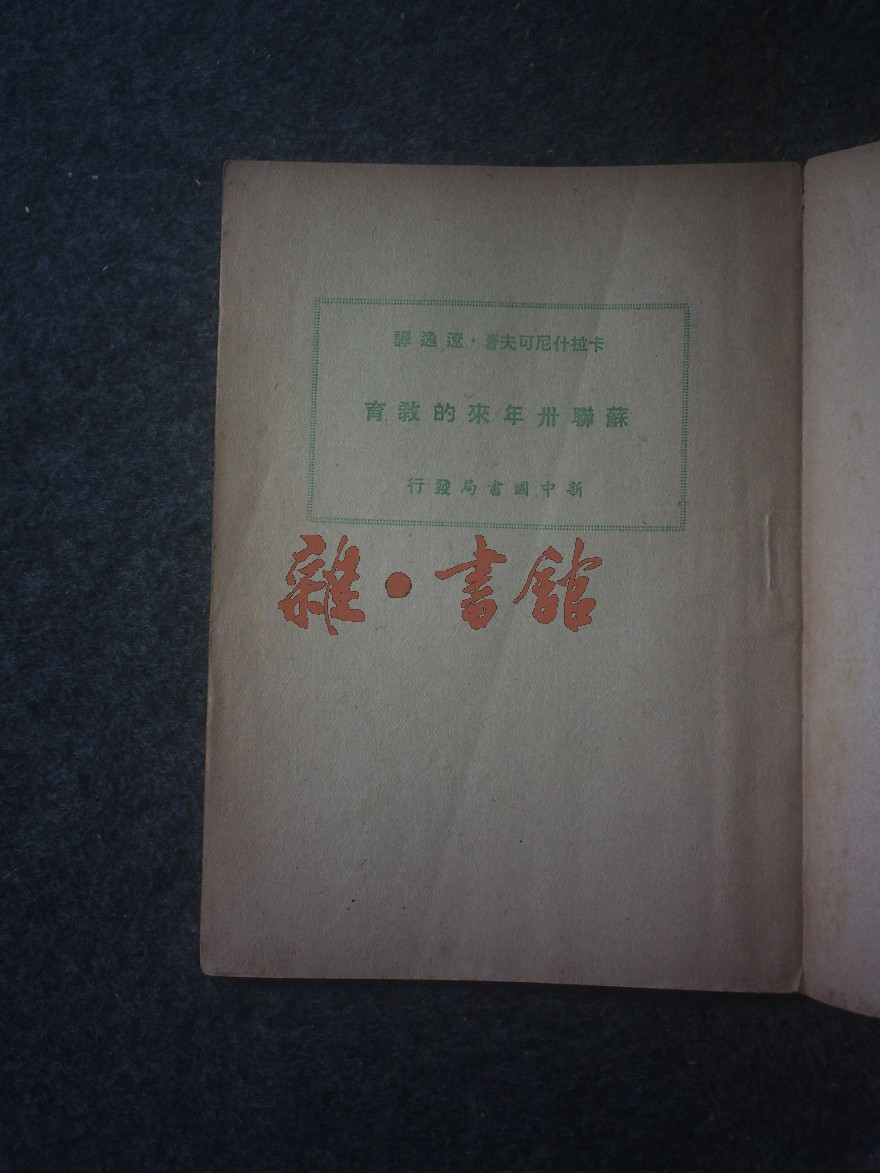 卡拉什尼可夫著·遼逸譯
蘇聯卅年來的教育
新中國書局發行
雜·書館